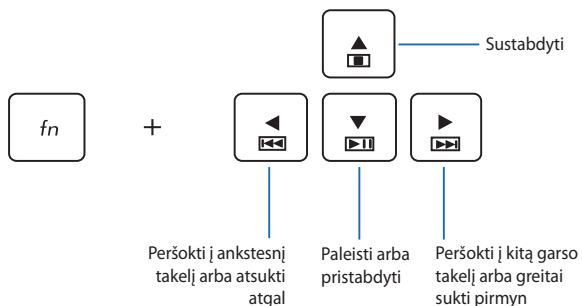 Sustabdyti
fn
+
Peršokti į ankstesnį
takelį arba atsukti
atgal
Paleisti arba
pristabdyti
Peršokti į kitą garso
takelį arba greitai
sukti pirmyn